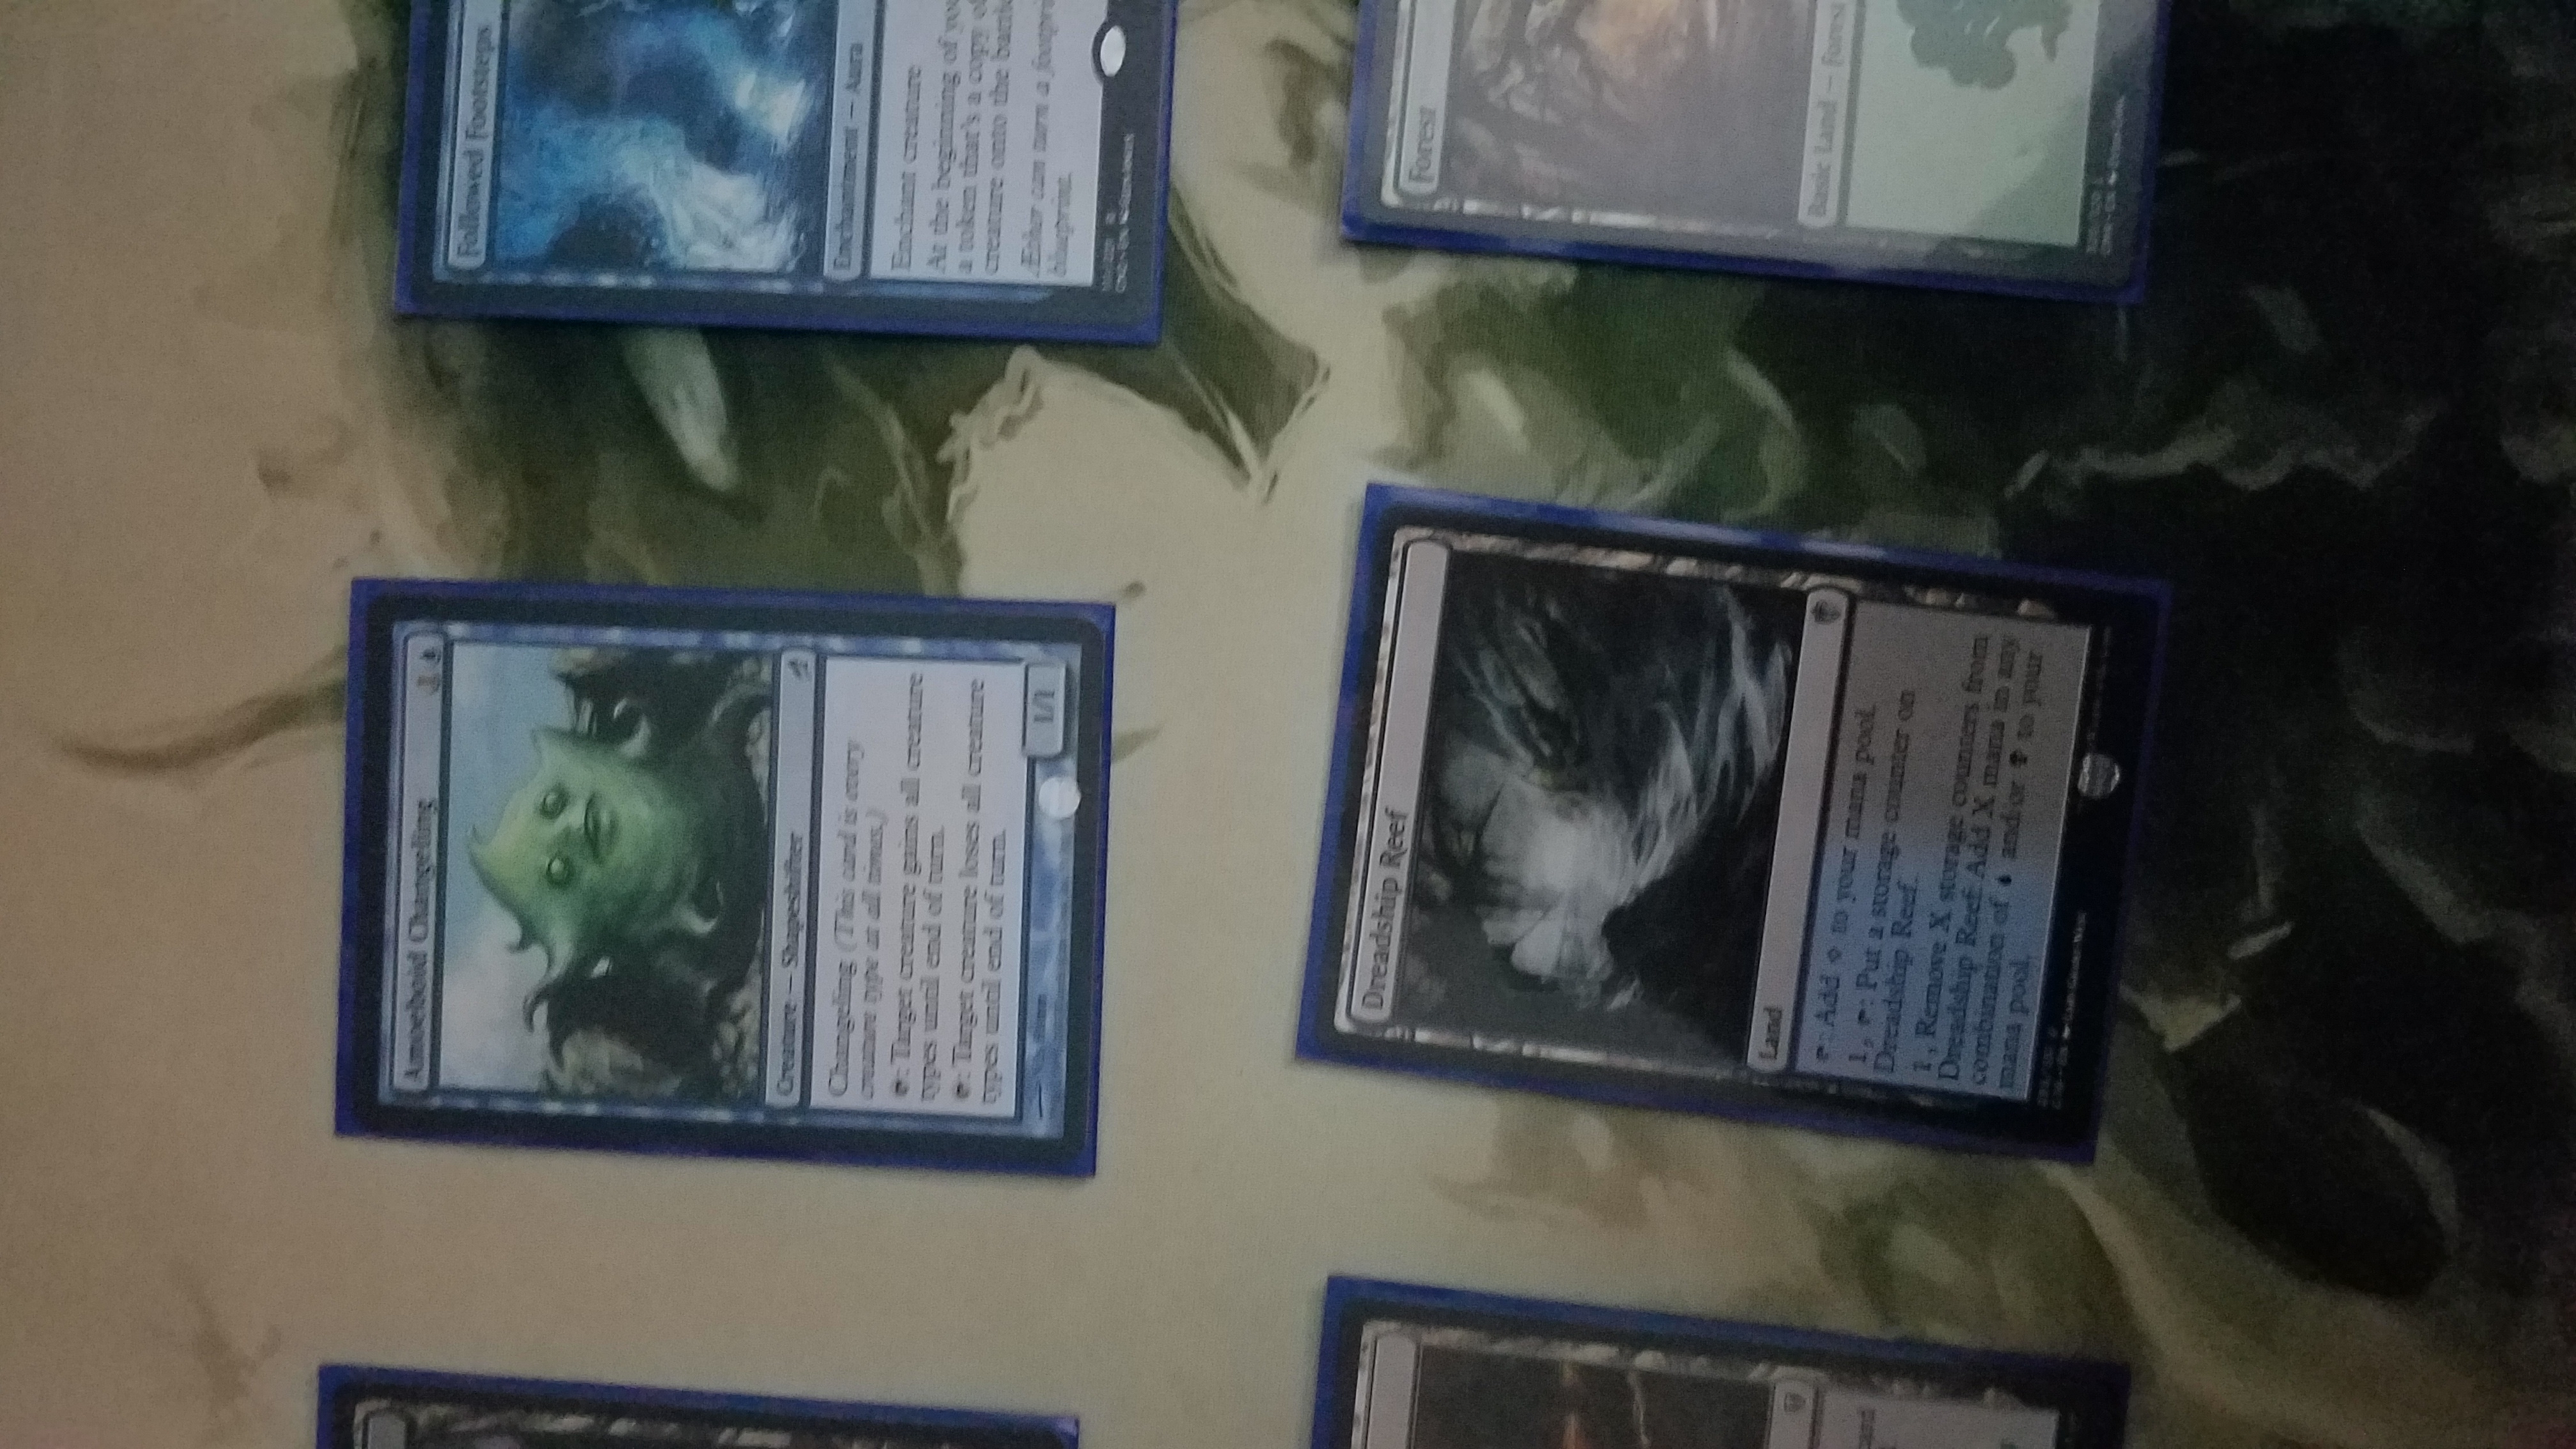 Amoeboid Changeling
Creature — Shapeshifter
Changeling (This card is every
creature type at all times.)
: Target creature gains all creature
types until end of turn.
: Target creature loses all creature
types until end of turn.
1/1
Followed Footsteps
Enchantment — Aura
Enchant creature
At the beginning of yo
a token that's a copy o
creature onto the battl
Æther can turn a footpri
blueprint.
Dreadship Reef
Land
: Add to your mana pool.
1, : Put a storage counter on
Dreadship Reef.
1, Remove X storage counters from
Dreadship Reef: Add X mana in any
combination of and/or to your
mana pool.
Forest
Basic Land — Forest